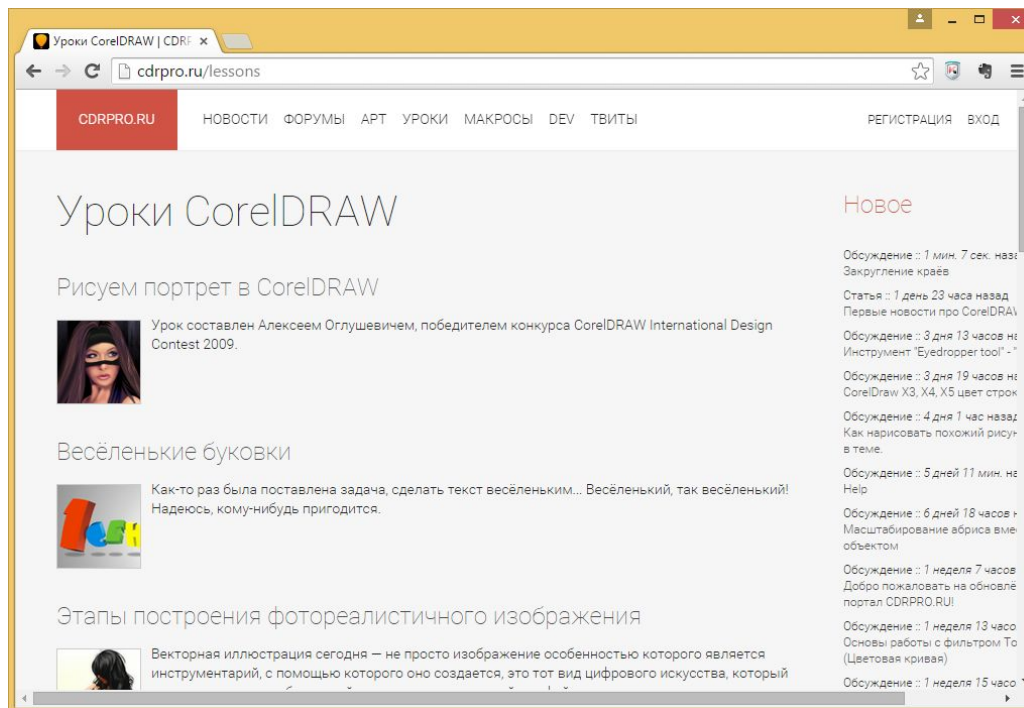 Уроки CorelDRAW | CDRF
cdrpro.ru/lessons
CDRPRO.RU НОВОСТИ ФОРУМЫ АРТ УРОКИ МАКРОСЫ DEV ТВИТЫ РЕГИСТРАЦИЯ ВХОД
Уроки CorelDRAW
Рисуем портрет в CorelDRAW
Урок составлен Алексеем Оглушевичем, победителем конкурса CorelDRAW International Design
Contest 2009.
Весёленькие буковки
Как-то раз была поставлена задача, сделать текст весёленьким... Весёленький, так весёленький!
Надеюсь, кому-нибудь пригодится.
Этапы построения фотореалистичного изображения
Векторная иллюстрация сегодня — не просто изображение особенностью которого является
инструментарий, с помощью которого оно создается, это тот вид цифрового искусства, который
Новое
Обсуждение :: 1 мин. 7 сек. наза
Закругление краёв
Статья :: 1 день 23 часа назад
Первые новости про CorelDRAW
Обсуждение :: 3 дня 13 часов на
Инструмент "Eyedropper tool" - "
Обсуждение :: 3 дня 19 часов на
CorelDraw X3, X4, X5 цвет строк
Обсуждение :: 4 дня 1 час назад
Как нарисовать похожий рисун
в теме.
Обсуждение :: 5 дней 11 мин. на
Help
Обсуждение :: 6 дней 18 часов н
Масштабирование абриса вме
объектом
Обсуждение :: 1 неделя 7 часов
Добро пожаловать на обновлё
портал CDRPRO.RU!
Обсуждение :: 1 неделя 13 часо
Основы работы с фильтром To
(Цветовая кривая)
Обсуждение :: 1 неделя 15 часо